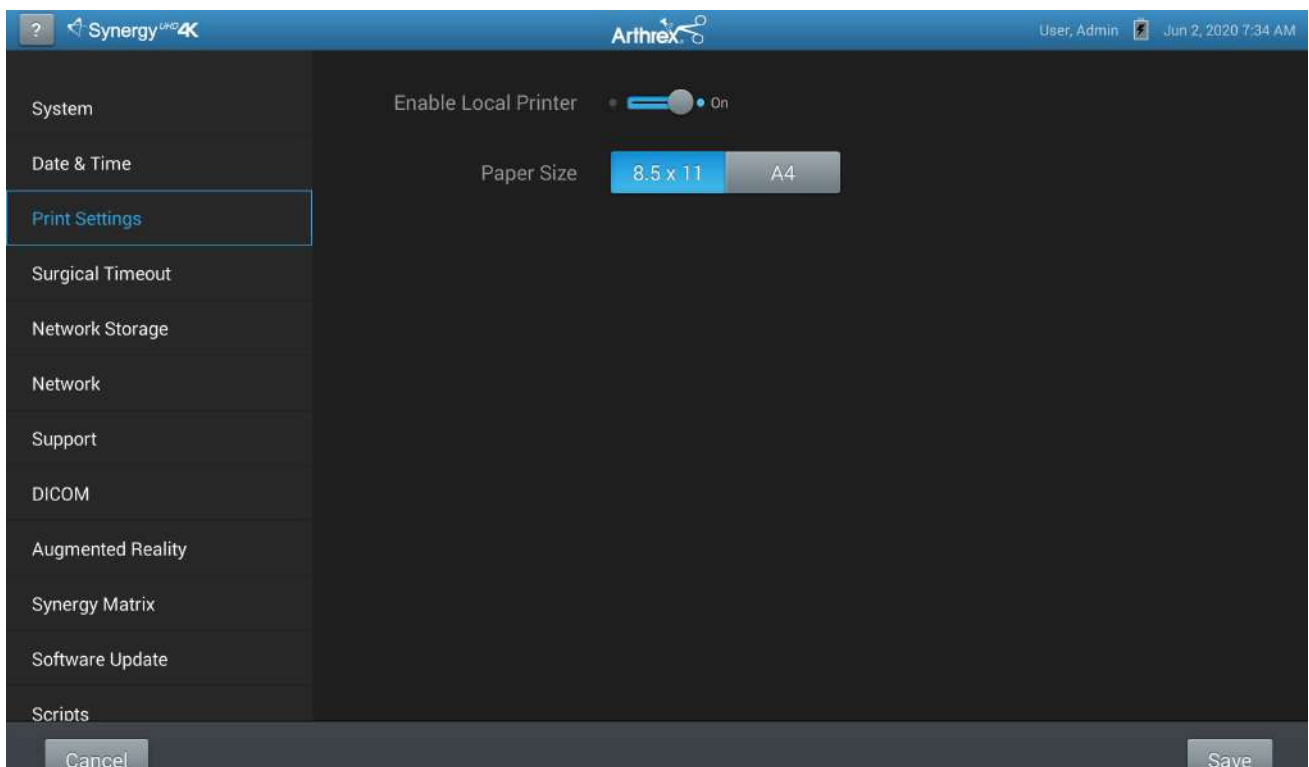 ? Synergy UHD 4K
Arthrex
User, Admin
Jun 2, 2020 7:34 AM
System
Date & Time
Print Settings
Surgical Timeout
Network Storage
Network
Support
DICOM
Augmented Reality
Synergy Matrix
Software Update
Scripts
Enable Local Printer
On
Paper Size
8.5 x 11
A4
Cancel
Save